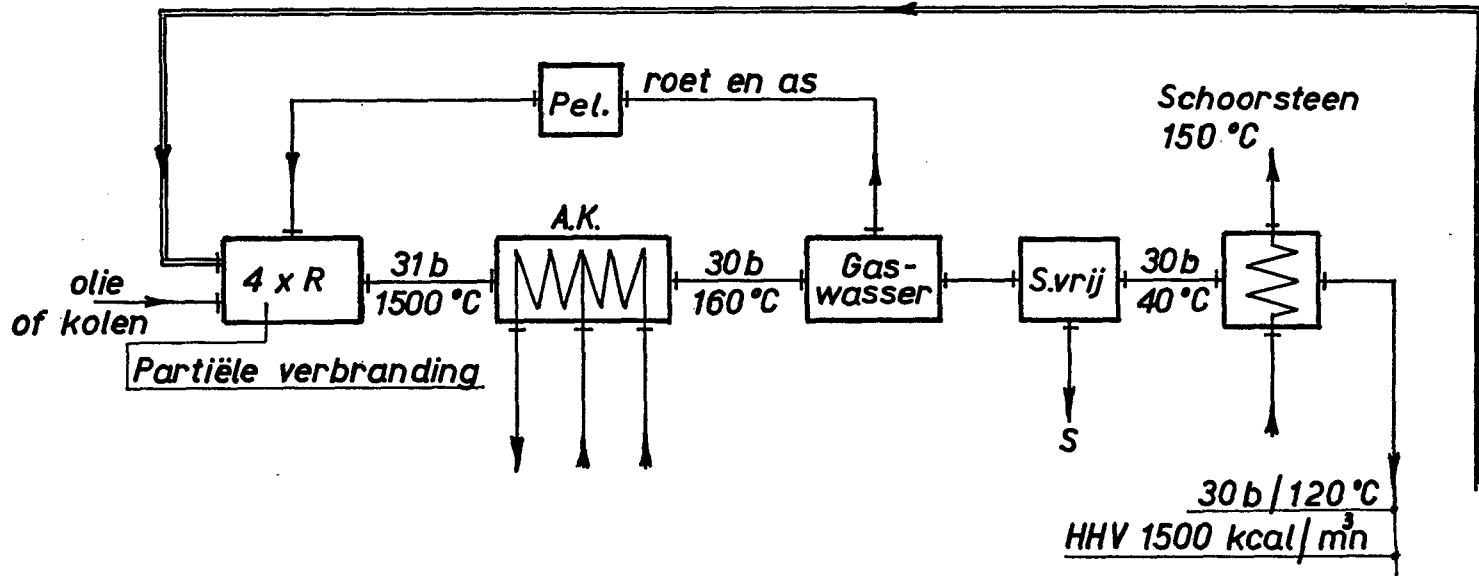 Pel.
roet en as
Schoorsteen
150 °C
A.K.
olie
of kolen
4 x R
31 b
1500 °C
30 b
160 °C
Gas-
wasser
S.vrij
30 b
40 °C
Partiële verbranding
S
30 b / 120 °C
HHV 1500 kcal / m³n